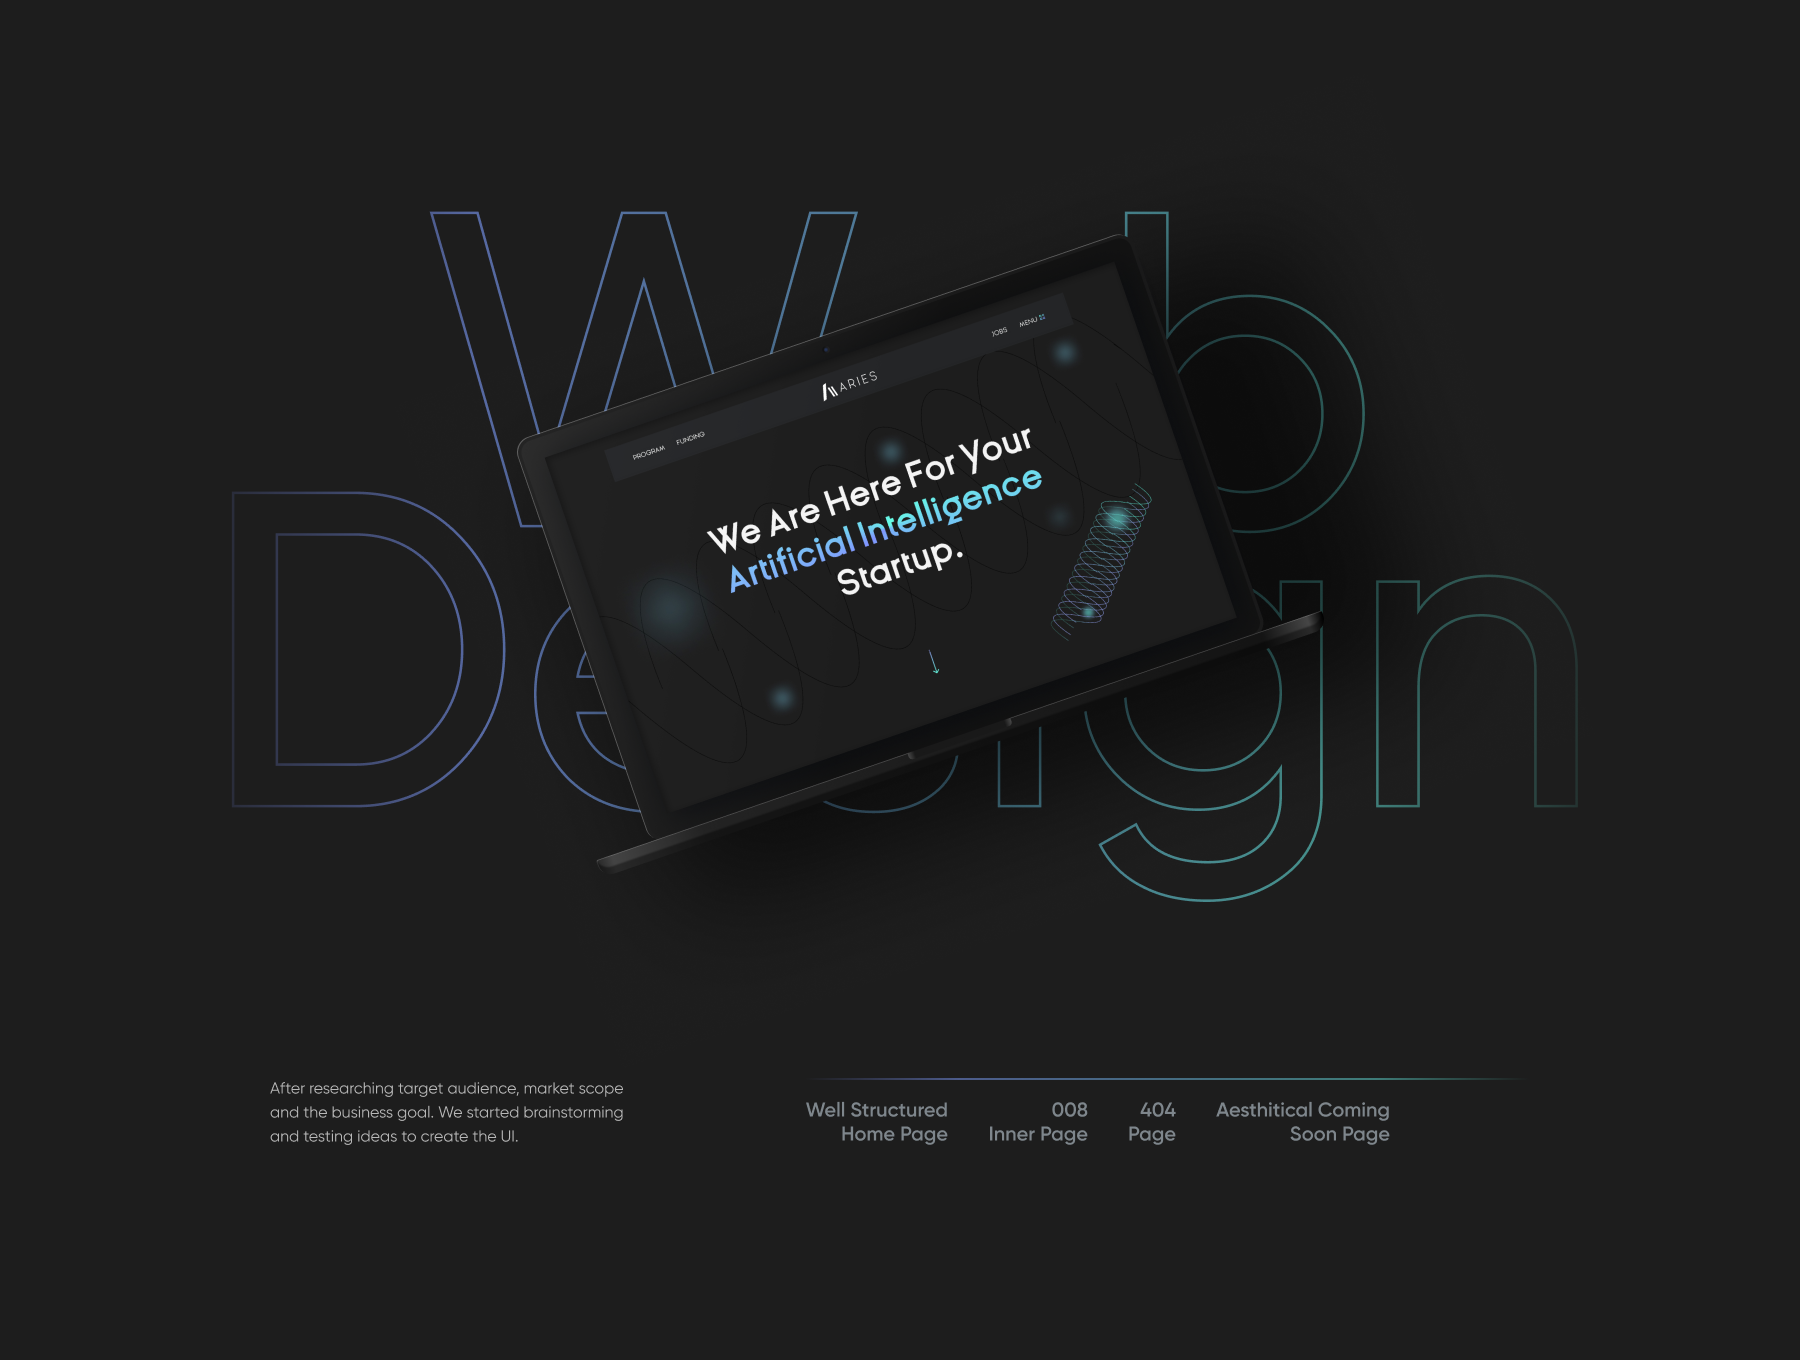 Web
Design
PROGRAM FUNDING ARIES JOBS MENU
We Are Here For Your
Artificial Intelligence
Startup.
After researching target audience, market scope
and the business goal. We started brainstorming
and testing ideas to create the UI.
Well Structured
Home Page
008
Inner Page
404
Page
Aesthitical Coming
Soon Page